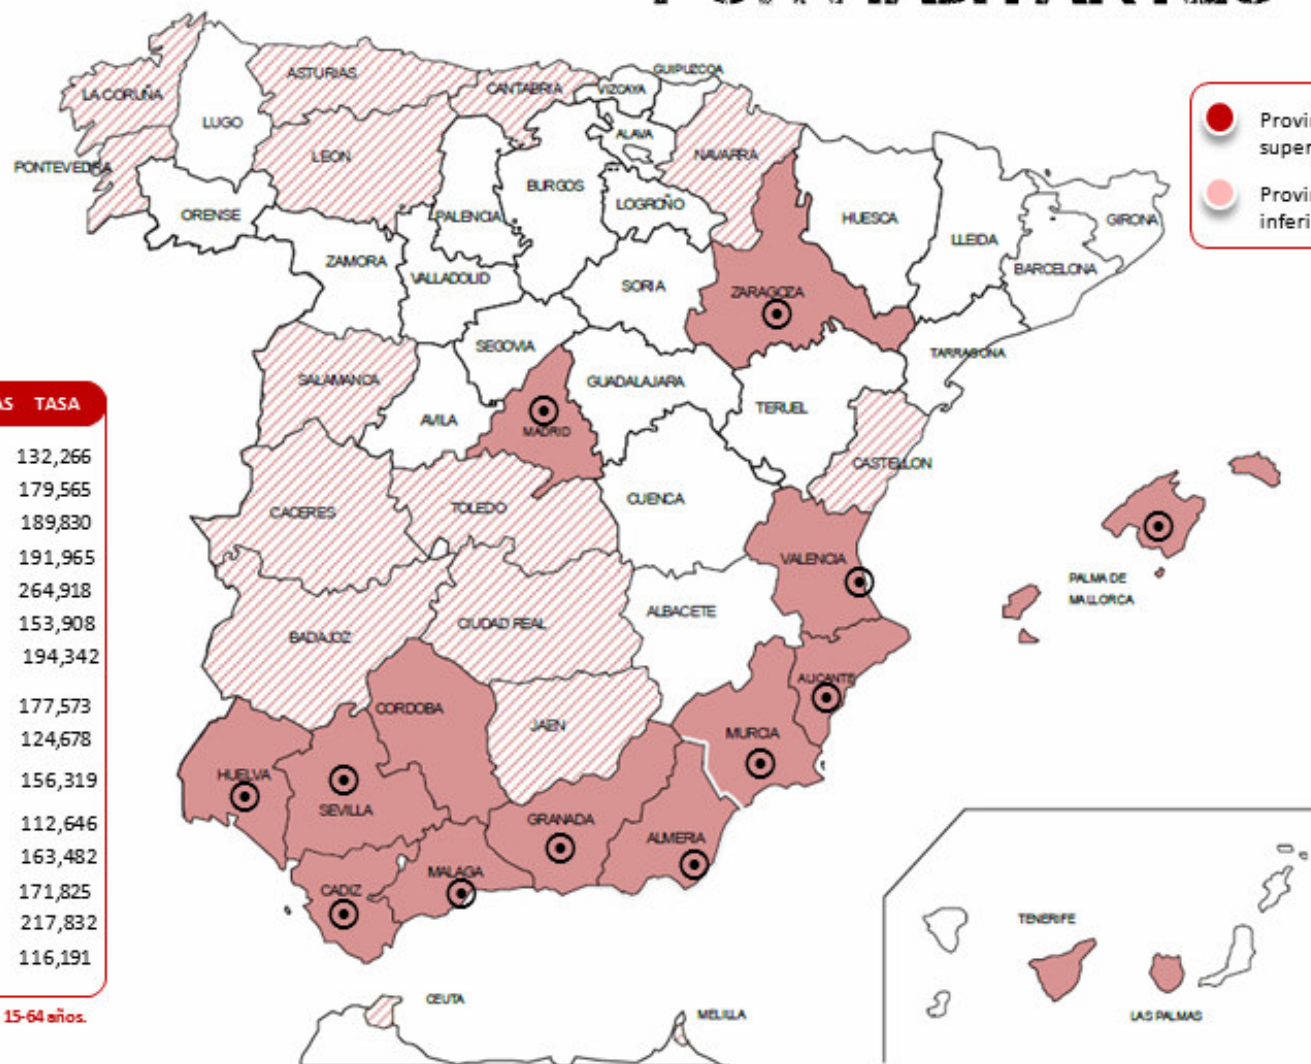 GUIPUZCOA
ASTURIAS
CANTABRIA
VIZCAYA
LA CORUÑA
LUGO
ALAVA
LEON
NAVARRA
PONTEVEDRA
BURGOS
PALENCIA
LOGROÑO
ORENSE
HUESCA
GIRONA
LLEIDA
ZAMORA
BARCELONA
VALLADOLID
SORIA
ZARAGOZA
SEGOVIA
TARRAGONA
SALAMANCA
GUADALAJARA
TERUEL
AVILA
MADRID
CASTELLON
CACERES
TOLEDO
CUENCA
VALENCIA
PALMA DE
MALLORCA
ALBACETE
CIUDAD REAL
BADAJOZ
ALICANTE
CORDOBA
JAEN
MURCIA
HUELVA
SEVILLA
GRANADA
ALMERIA
MALAGA
CADIZ
TENERIFE
CEUTA
MELILLA
LAS PALMAS
Provin
super
Provin
inferi
AS TASA
132,266
179,565
189,830
191,965
264,918
153,908
194,342
177,573
124,678
156,319
112,646
163,482
171,825
217,832
116,191
15-64 años.